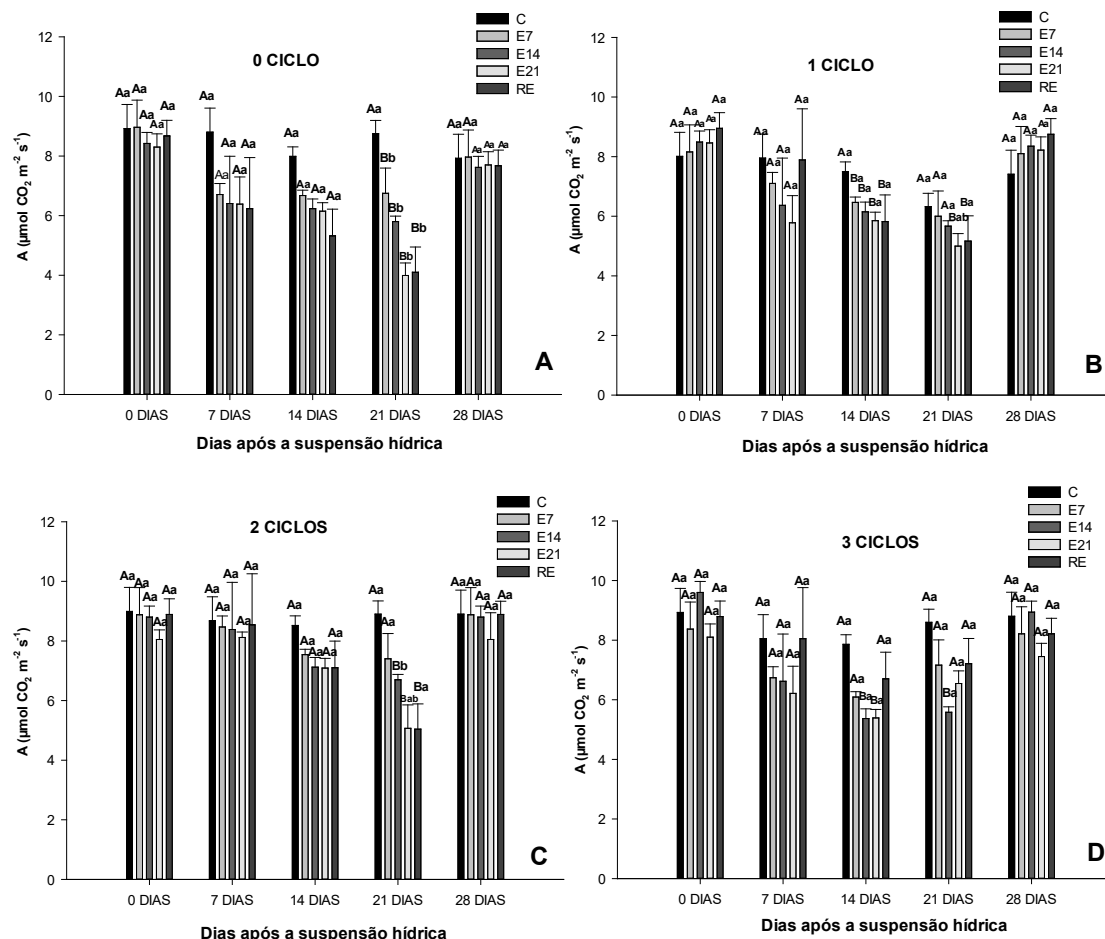 C
E7
E14
E21
RE
0 CICLO
12
10
8
6
4
2
0
A (µmol CO2 m-2 s-1)
Aa Aa Aa Aa Aa
Aa Aa Aa Aa Aa
Aa Aa Aa Aa Aa
Aa Bb Bb Bb Bb
Aa Aa Aa Aa Aa
A
0 DIAS 7 DIAS 14 DIAS 21 DIAS 28 DIAS
Dias após a suspensão hídrica
C
E7
E14
E21
RE
1 CICLO
12
10
8
6
4
2
0
A (µmol CO2 m-2 s-1)
Aa Aa Aa Aa Aa
Aa Aa Aa Aa Aa
Aa Ba Ba Ba Ba
Aa Aa Aa Bab Ba
Aa Aa Aa Aa Aa
B
0 DIAS 7 DIAS 14 DIAS 21 DIAS 28 DIAS
Dias após a suspensão hídrica
C
E7
E14
E21
RE
2 CICLOS
12
10
8
6
4
2
0
A (µmol CO2 m-2 s-1)
Aa Aa Aa Aa Aa
Aa Aa Aa Aa Aa
Aa Aa Aa Aa Aa
Aa Aa Bb Bab Ba
Aa Aa Aa Aa Aa
C
0 DIAS 7 DIAS 14 DIAS 21 DIAS 28 DIAS
Dias após a suspensão hídrica
C
E7
E14
E21
RE
3 CICLOS
12
10
8
6
4
2
0
A (µmol CO2 m-2 s-1)
Aa Aa Aa Aa Aa
Aa Aa Aa Aa Aa
Aa Aa Ba Ba Aa
Aa Aa Ba Aa Aa
Aa Aa Aa Aa Aa
D
0 DIAS 7 DIAS 14 DIAS 21 DIAS 28 DIAS
Dias após a suspensão hídrica